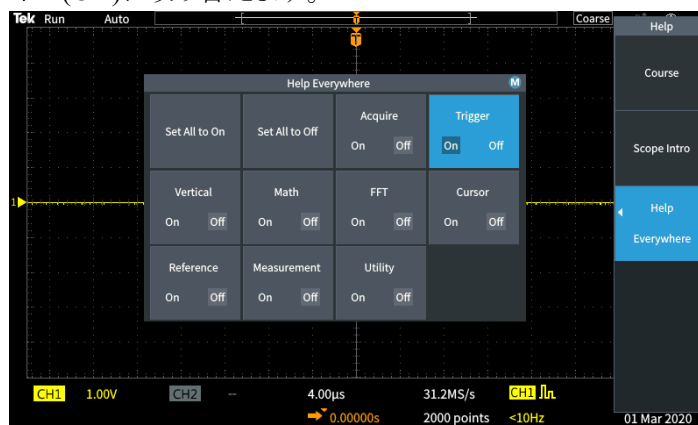 Tek Run Auto Coarse Help
Help Everywhere M
Course
Set All to On Set All to Off Acquire Trigger
On Off On Off
Scope Intro
Vertical Math FFT Cursor
On Off On Off On Off On Off
1
Help
Everywhere
Reference Measurement Utility
On Off On Off On Off
CH1 1.00V CH2 -- 4.00µs 31.2MS/s CH1
0.00000s 2000 points <10Hz 01 Mar 2020